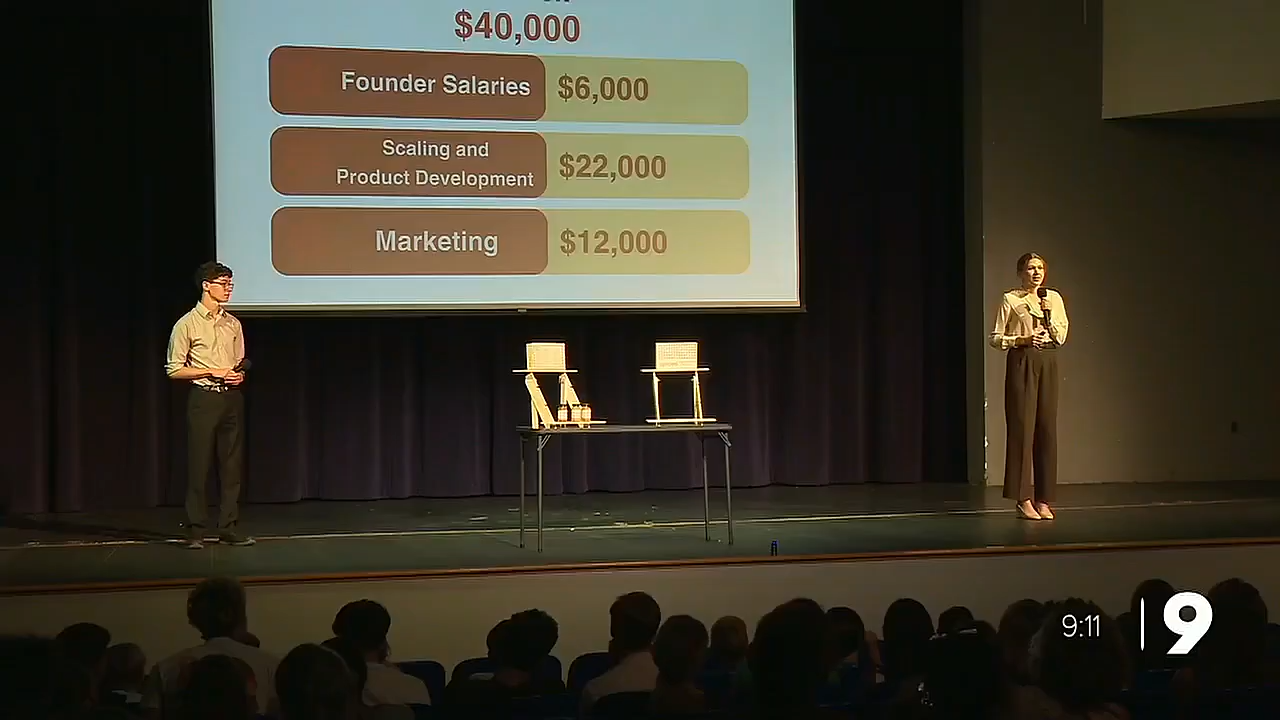 $40,000
Founder Salaries $6,000
Scaling and
Product Development $22,000
Marketing $12,000
9:11 9